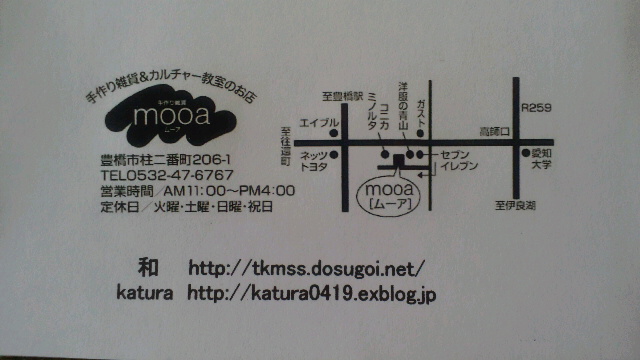 手作り雑貨&カルチャー教室のお店
手作り雑貨
mooa
ムーア
豊橋市柱二番町206-1
TEL0532-47-6767
営業時間/AM11:00〜PM4:00
定休日/火曜・土曜・日曜・祝日
至豊橋駅
エイブル
ネッツ
トヨタ
コニカ
ミノルタ
洋服の青山
ガスト
高師口
R259
セブン
イレブン
愛知
大学
mooa
[ムーア]
至伊良湖
和 http://tkmss.dosugoi.net/
katura http://katura0419.exblog.jp